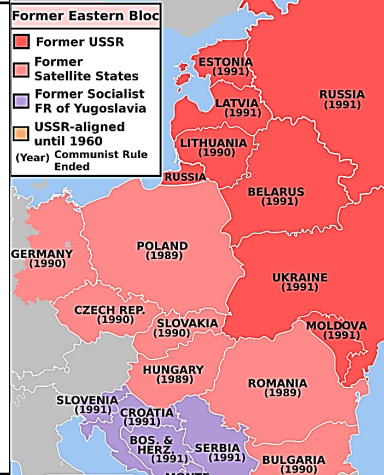 Former Eastern Bloc
Former USSR
Former
Satellite States
Former Socialist
FR of Yugoslavia
USSR-aligned
until 1960
(Year) Communist Rule
Ended
ESTONIA
(1991)
RUSSIA
(1991)
LATVIA
(1991)
LITHUANIA
(1990)
RUSSIA
BELARUS
(1991)
POLAND
(1989)
GERMANY
(1990)
UKRAINE
(1991)
CZECH REP.
(1990)
SLOVAKIA
(1990)
MOLDOVA
(1991)
HUNGARY
(1989)
ROMANIA
(1989)
SLOVENIA
(1991)
CROATIA
(1991)
BOS. &
HERZ.
(1991)
SERBIA
(1991)
BULGARIA
(1990)